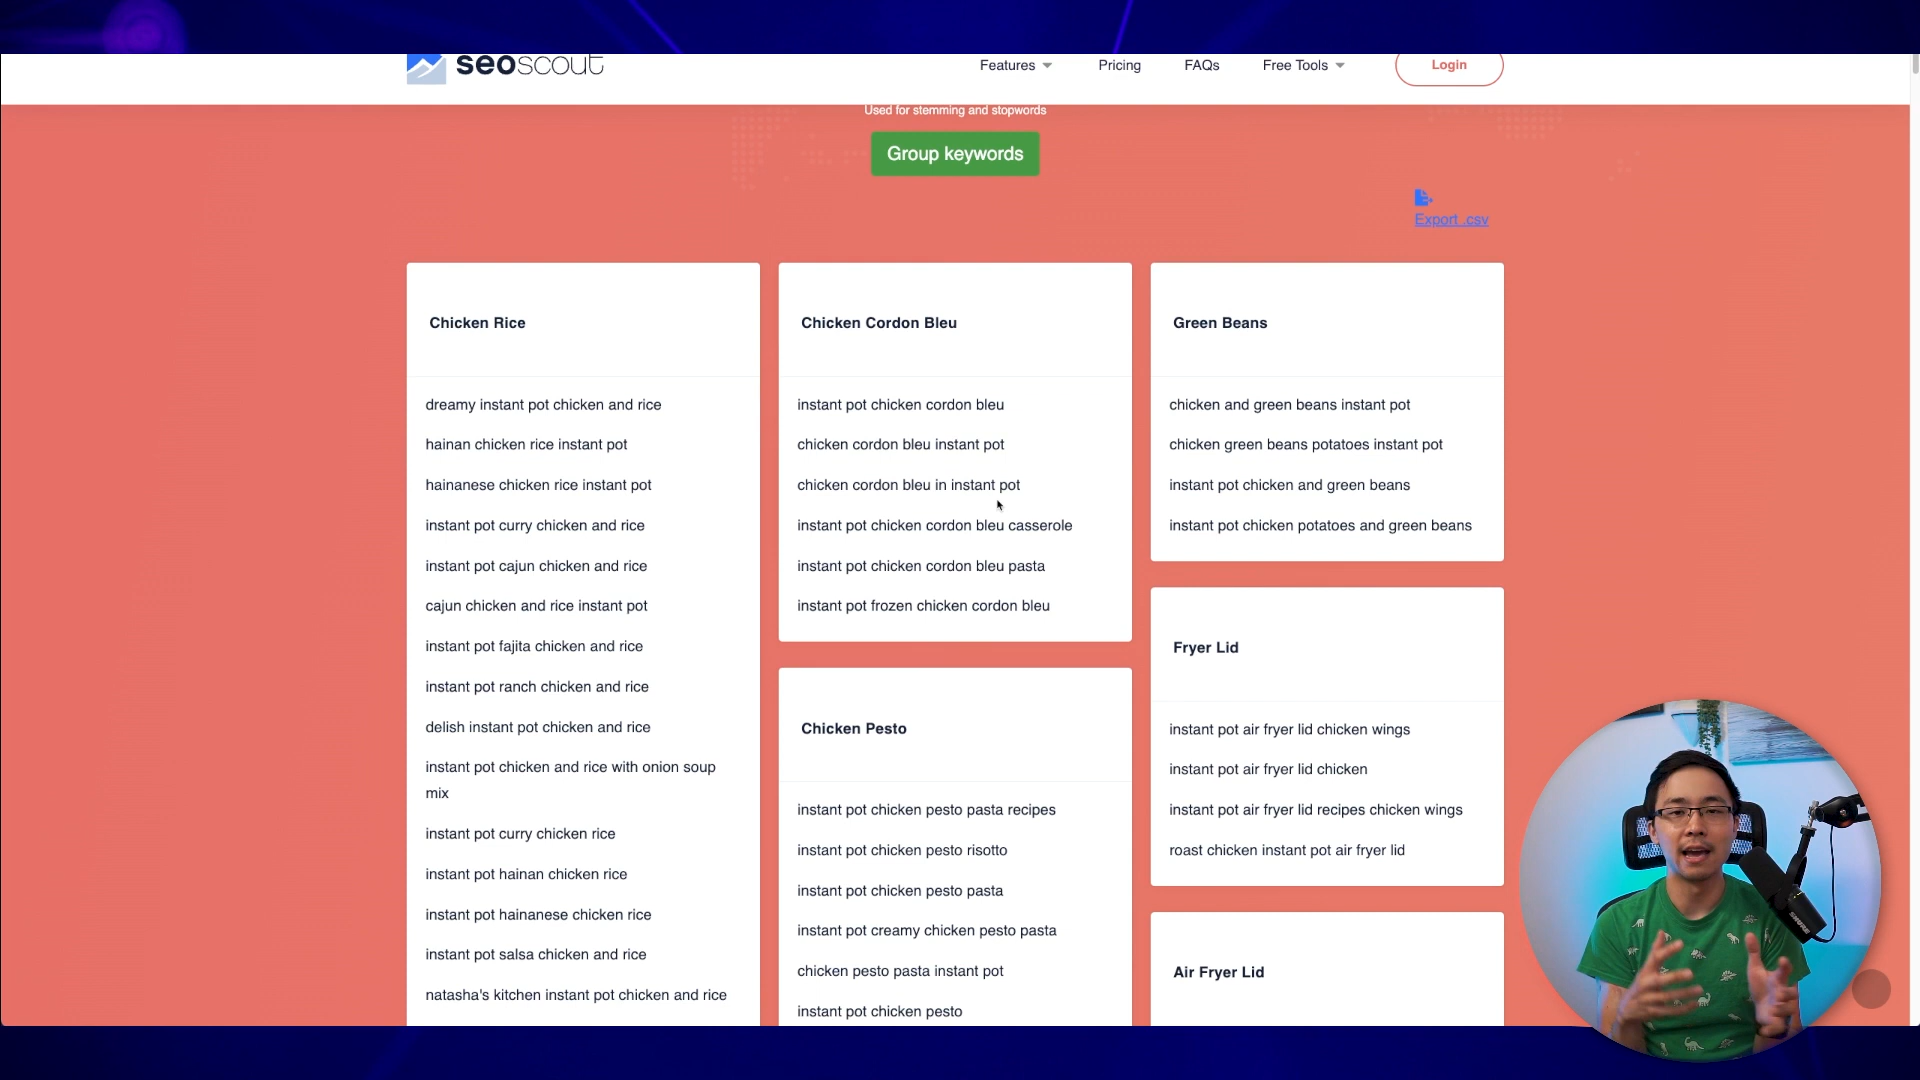 seoscout
Features
Pricing
FAQs
Free Tools
Login
Used for stemming and stopwords
Group keywords
Export .csv
Chicken Rice
dreamy instant pot chicken and rice
hainan chicken rice instant pot
hainanese chicken rice instant pot
instant pot curry chicken and rice
instant pot cajun chicken and rice
cajun chicken and rice instant pot
instant pot fajita chicken and rice
instant pot ranch chicken and rice
delish instant pot chicken and rice
instant pot chicken and rice with onion soup
mix
instant pot curry chicken rice
instant pot hainan chicken rice
instant pot hainanese chicken rice
instant pot salsa chicken and rice
natasha's kitchen instant pot chicken and rice
Chicken Cordon Bleu
instant pot chicken cordon bleu
chicken cordon bleu instant pot
chicken cordon bleu in instant pot
instant pot chicken cordon bleu casserole
instant pot chicken cordon bleu pasta
instant pot frozen chicken cordon bleu
Chicken Pesto
instant pot chicken pesto pasta recipes
instant pot chicken pesto risotto
instant pot chicken pesto pasta
instant pot creamy chicken pesto pasta
chicken pesto pasta instant pot
instant pot chicken pesto
Green Beans
chicken and green beans instant pot
chicken green beans potatoes instant pot
instant pot chicken and green beans
instant pot chicken potatoes and green beans
Fryer Lid
instant pot air fryer lid chicken wings
instant pot air fryer lid chicken
instant pot air fryer lid recipes chicken wings
roast chicken instant pot air fryer lid
Air Fryer Lid
SHURE